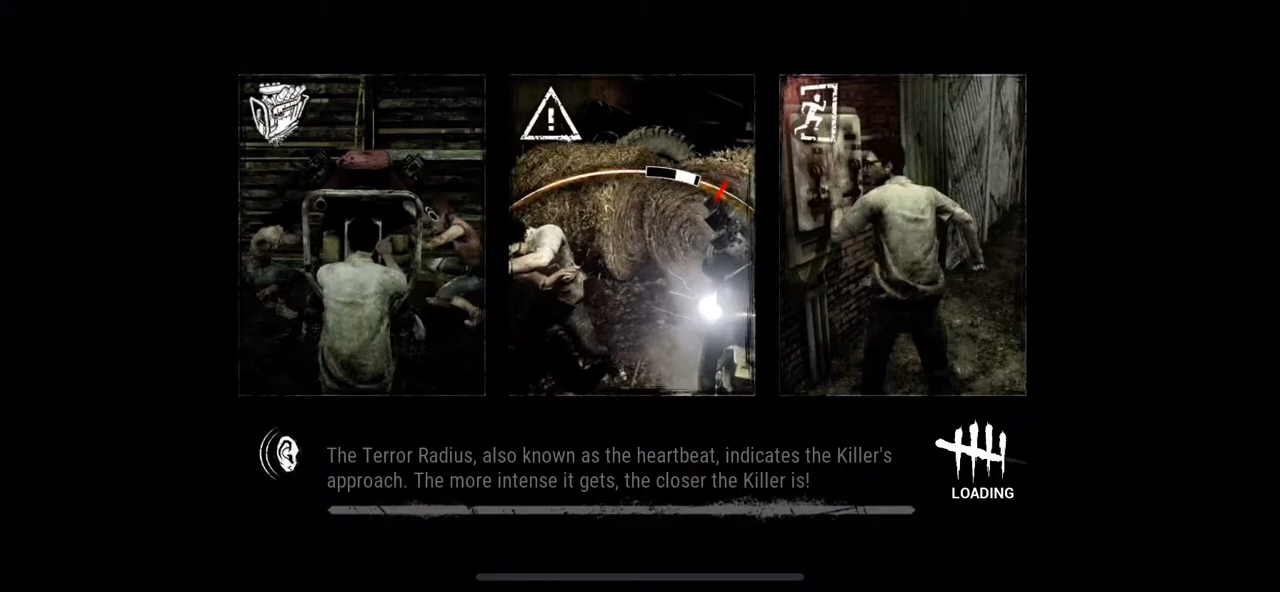 The Terror Radius, also known as the heartbeat, indicates the Killer's
approach. The more intense it gets, the closer the Killer is!
LOADING